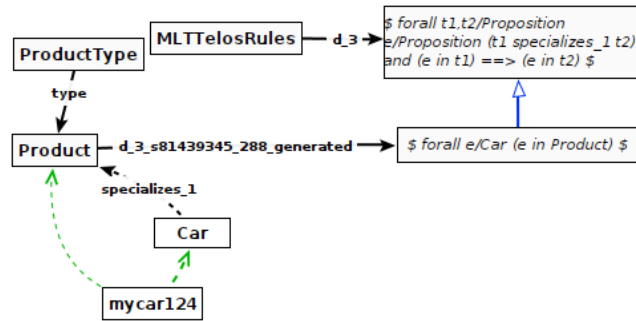 $ forall t1,t2/Proposition
ProductType
MLTTelosRules
d_3
e/Proposition (t1 specializes_1 t2)
and (e in t1) ==> (e in t2) $
type
Product
d_3_s81439345_288_generated
$ forall e/Car (e in Product) $
specializes_1
Car
mycar124